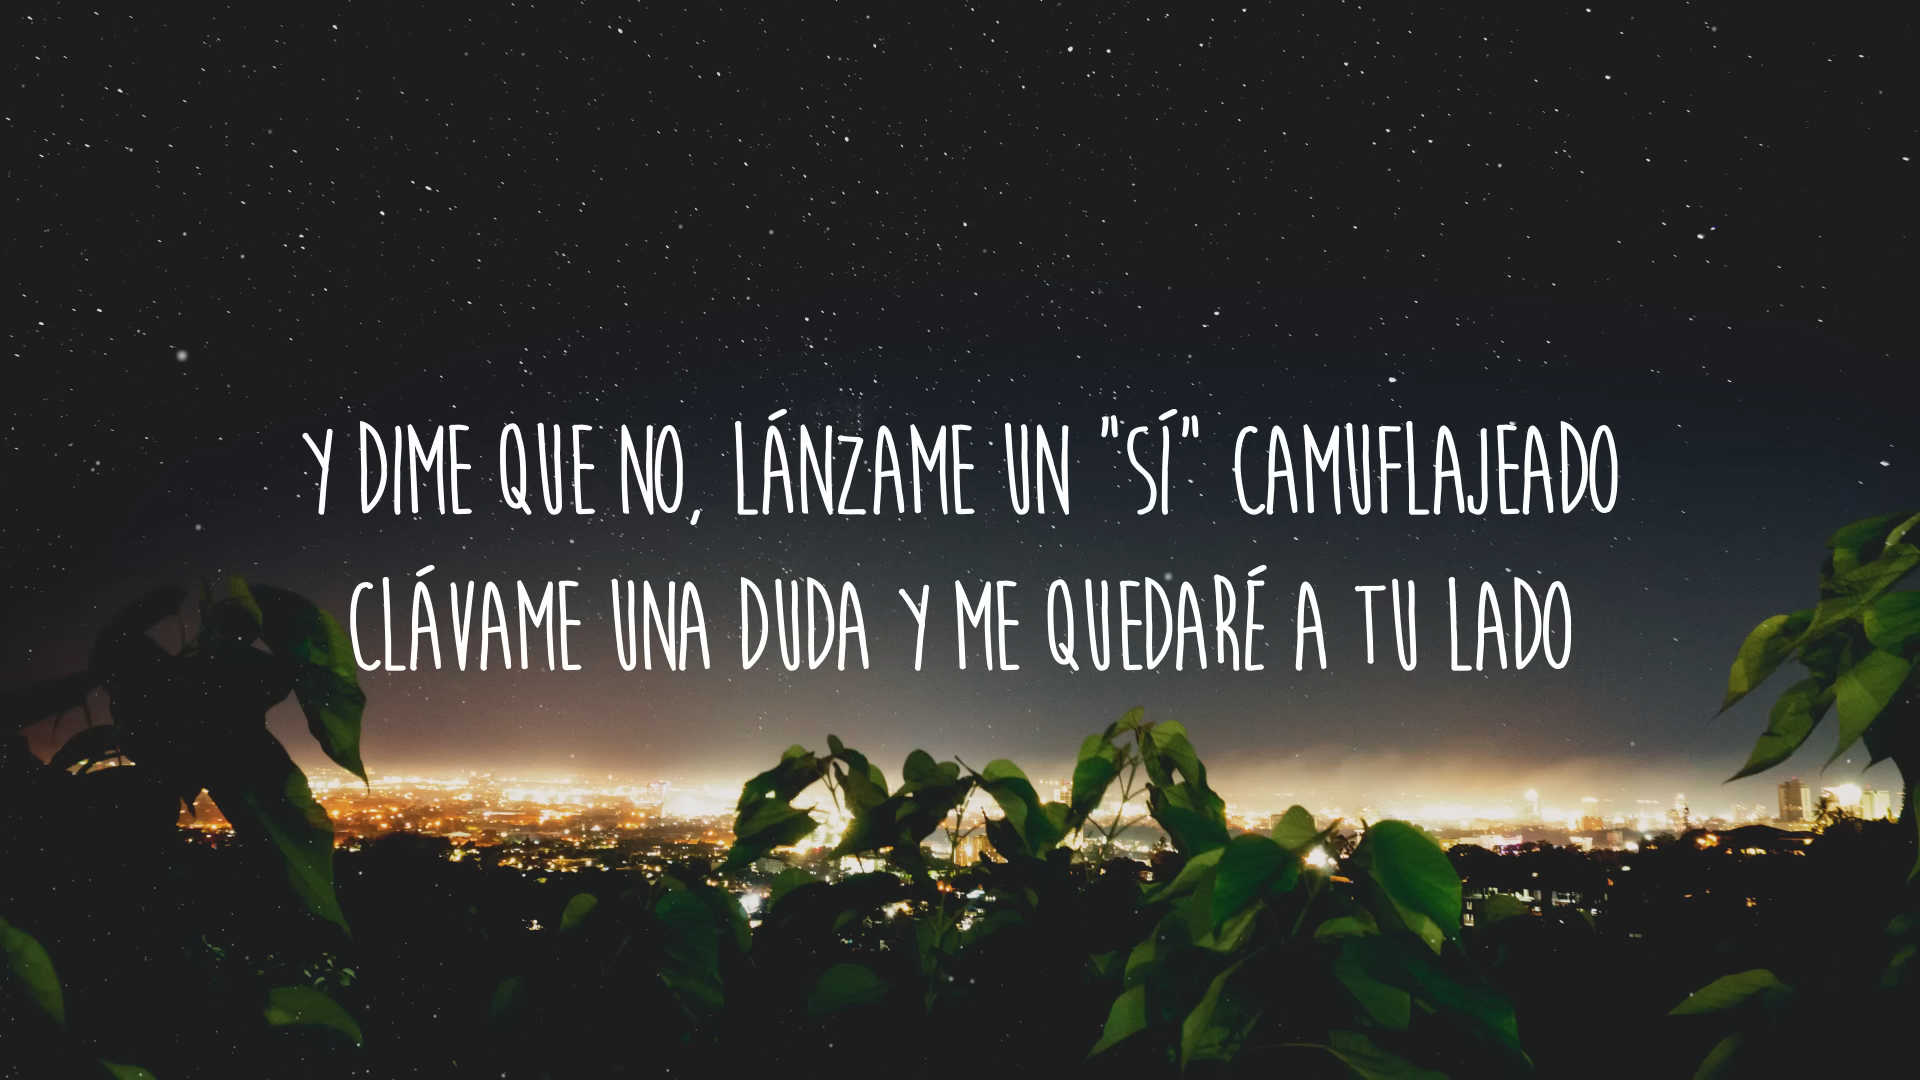 Y DIME QUE NO, LÁNZAME UN "SÍ" CAMUFLAJEADO
CLÁVAME UNA DUDA Y ME QUEDARÉ A TU LADO